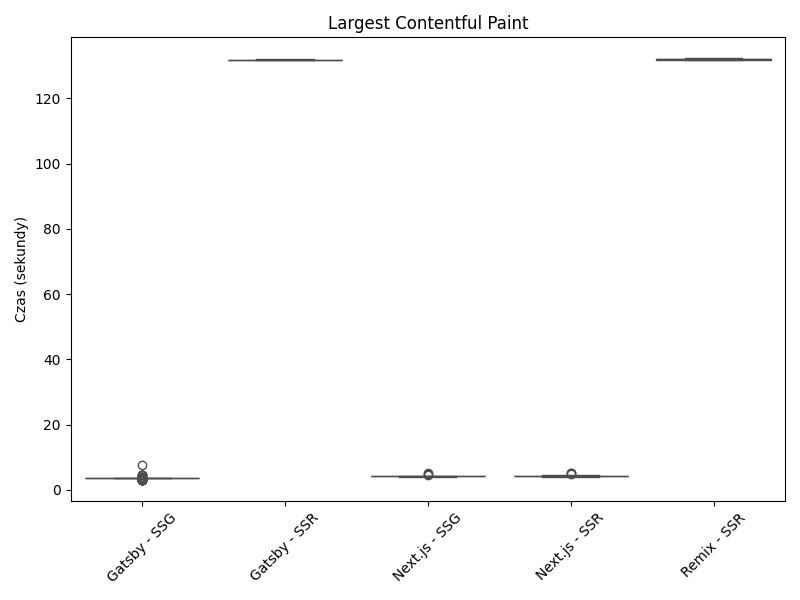 Largest Contentful Paint
Czas (sekundy)
120
100
80
60
40
20
0
Gatsby - SSG
Gatsby - SSR
Next.js - SSG
Next.js - SSR
Remix - SSR